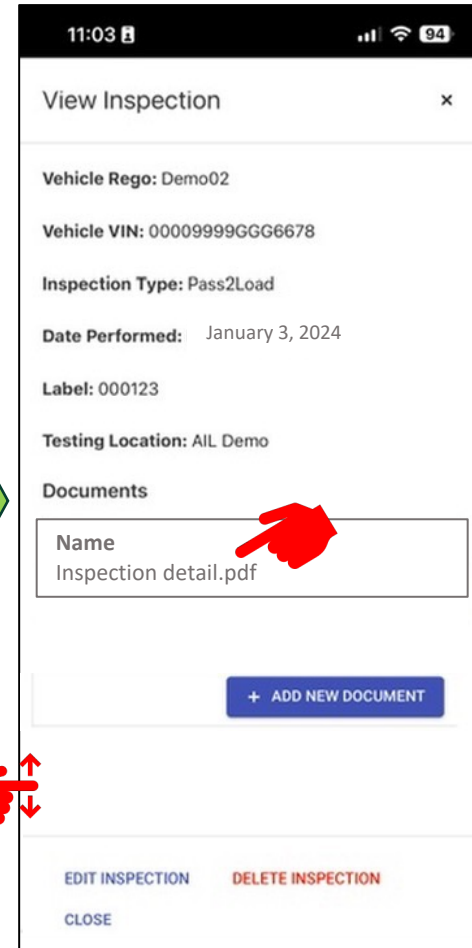 11:03
94
View Inspection ×
Vehicle Rego: Demo02
Vehicle VIN: 00009999GGG6678
Inspection Type: Pass2Load
Date Performed: January 3, 2024
Label: 000123
Testing Location: AIL Demo
Documents
Name
Inspection detail.pdf
+ ADD NEW DOCUMENT
EDIT INSPECTION DELETE INSPECTION
CLOSE